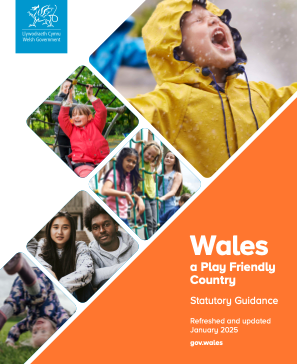 Llywodraeth Cymru
Welsh Government
Wales
a Play Friendly
Country
Statutory Guidance
Refreshed and updated
January 2025
gov.wales